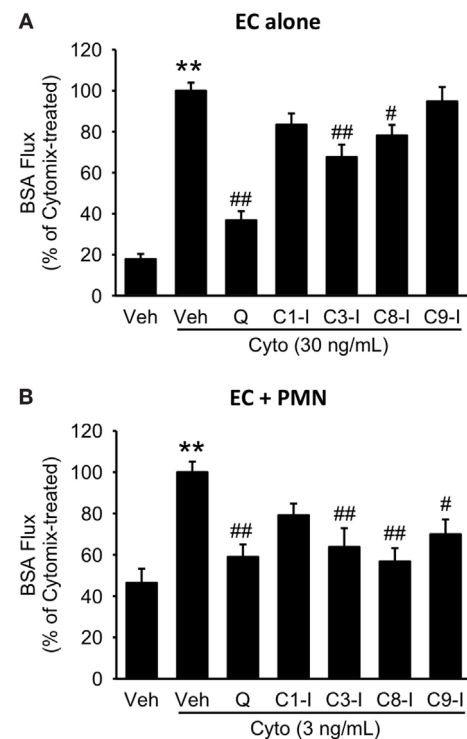 A
EC alone
BSA Flux
(% of Cytomix-treated)
120
100
80
60
40
20
0
**
##
##
#
Veh Veh Q C1-I C3-I C8-I C9-I
Cyto (30 ng/mL)
B
EC + PMN
BSA Flux
(% of Cytomix-treated)
120
100
80
60
40
20
0
**
##
##
##
#
Veh Veh Q C1-I C3-I C8-I C9-I
Cyto (3 ng/mL)